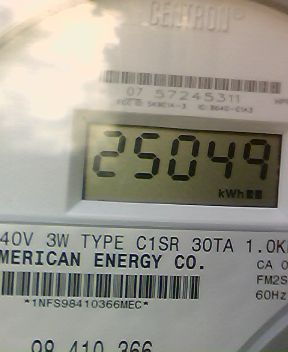 CELLTRON®
07 57245311
25049
kWh
40V 3W TYPE C1SR 30TA 1.0K
MERICAN ENERGY CO.
CA 0
FM2S
*1NFS98410366MEC*
60Hz
98 410 366